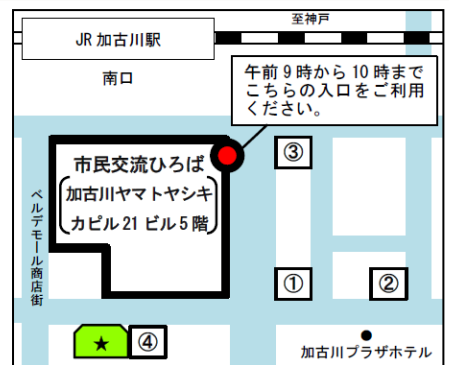 至神戸
JR 加古川駅
南口
午前 9 時から 10 時まで
こちらの入口をご利用
ください。
③
市民交流ひろば
加古川ヤマトヤシキ
カピル 21 ビル 5 階
ベルデモール商店街
①
②
★
④
加古川プラザホテル